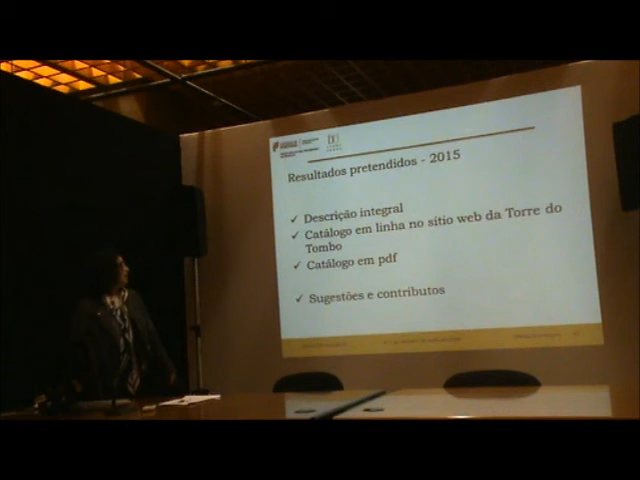 Resultados pretendidos - 2015
✓ Descrição integral
✓ Catálogo em linha no sítio web da Torre do
Tombo
✓ Catálogo em pdf
✓ Sugestões e contributos